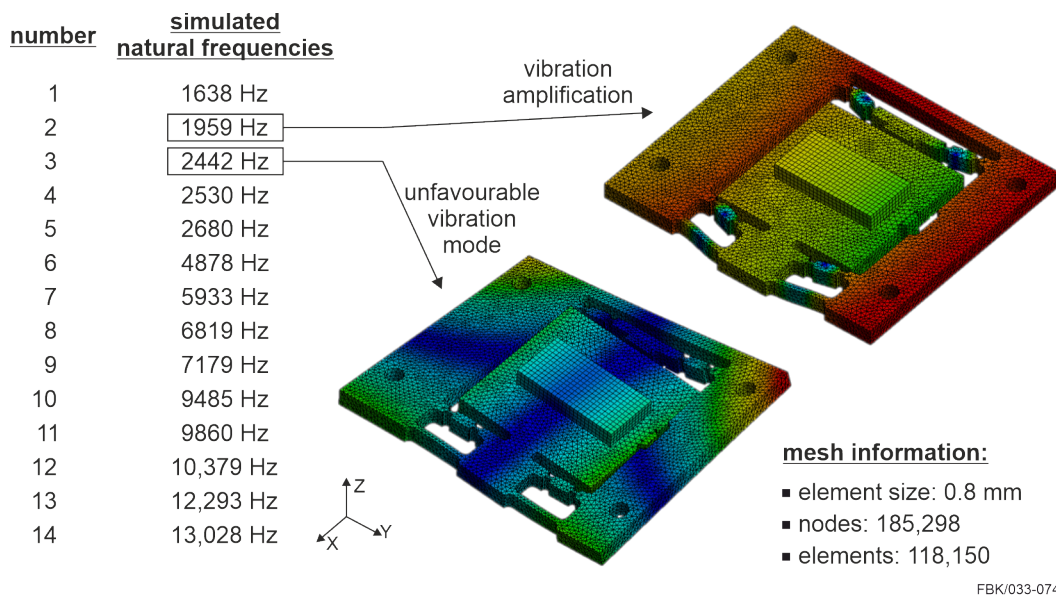 number
simulated
natural frequencies
1 1638 Hz
2 1959 Hz
3 2442 Hz
4 2530 Hz
5 2680 Hz
6 4878 Hz
7 5933 Hz
8 6819 Hz
9 7179 Hz
10 9485 Hz
11 9860 Hz
12 10,379 Hz
13 12,293 Hz
14 13,028 Hz
vibration
amplification
unfavourable
vibration
mode
Z
Y
X
mesh information:
▪ element size: 0.8 mm
▪ nodes: 185,298
▪ elements: 118,150
FBK/033-074